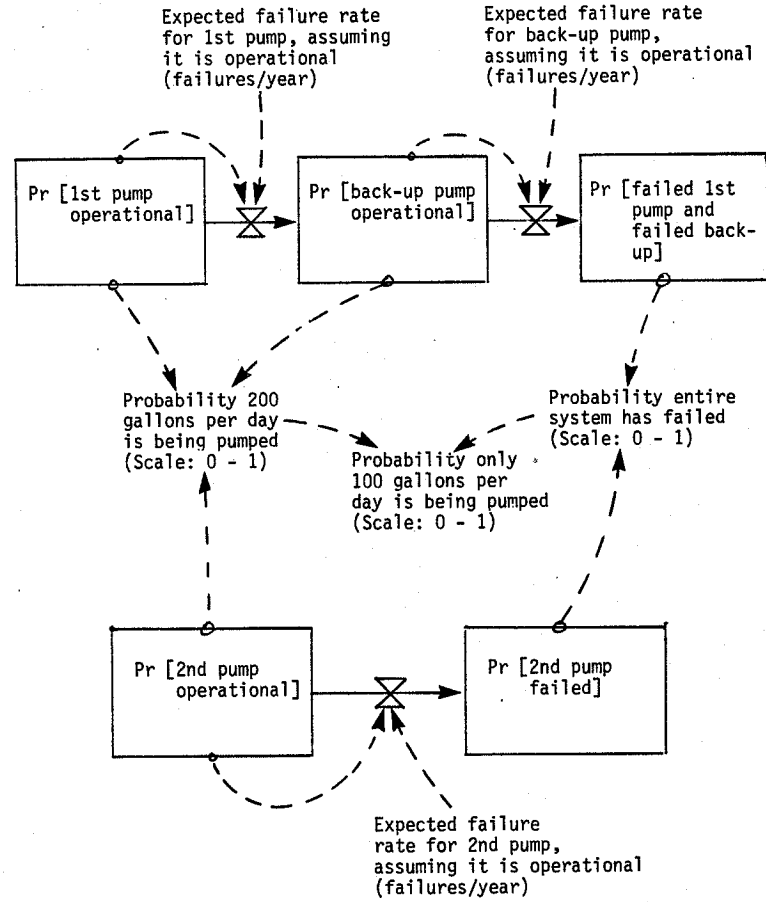 Expected failure rate
for 1st pump, assuming
it is operational
(failures/year)
Expected failure rate
for back-up pump,
assuming it is operational
(failures/year)
Pr [1st pump
operational]
Pr [back-up pump
operational]
Pr [failed 1st
pump and
failed back-
up]
Probability 200
gallons per day
is being pumped
(Scale: 0 - 1)
Probability only
100 gallons per
day is being pumped
(Scale: 0 - 1)
Probability entire
system has failed
(Scale: 0 - 1)
Pr [2nd pump
operational]
Pr [2nd pump
failed]
Expected failure
rate for 2nd pump,
assuming it is operational
(failures/year)